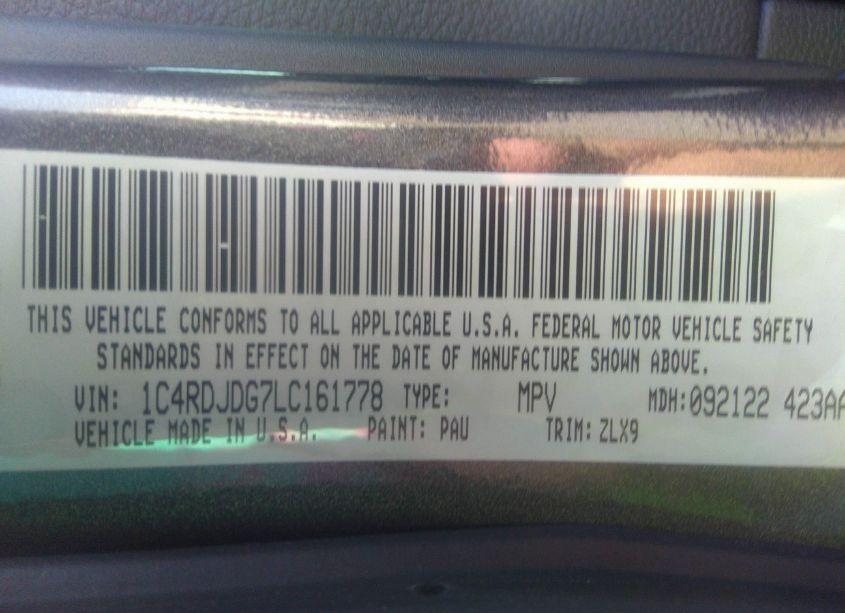 THIS VEHICLE CONFORMS TO ALL APPLICABLE U.S.A. FEDERAL MOTOR VEHICLE SAFETY
STANDARDS IN EFFECT ON THE DATE OF MANUFACTURE SHOWN ABOVE.
VIN: 1C4RDJDG7LC161778 TYPE: MPV MDH:092122 423AA
VEHICLE MADE IN U.S.A. PAINT: PAU TRIM: ZLX9